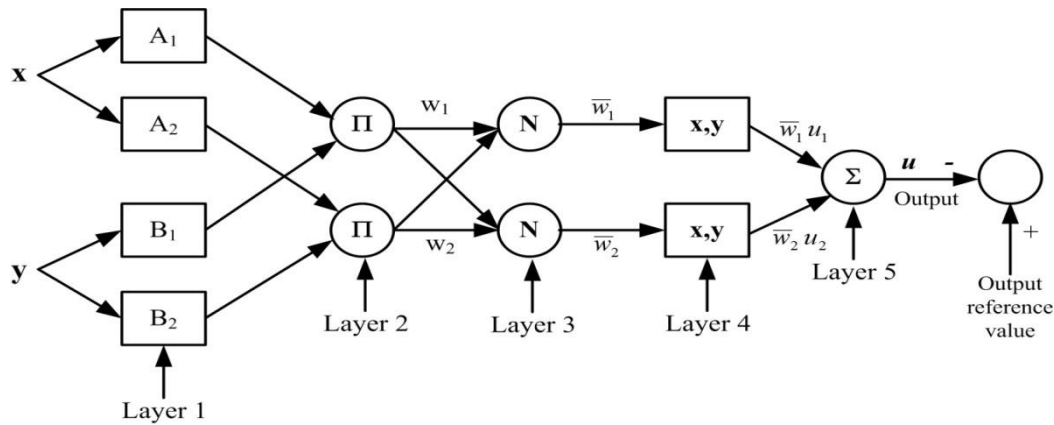 x
y
A₁
A₂
B₁
B₂
Layer 1
Π
Π
Layer 2
w₁
w₂
N
N
Layer 3
w̅₁
w̅₂
x,y
x,y
Layer 4
w̅₁ u₁
w̅₂ u₂
Σ
Layer 5
u -
Output
+
Output
reference
value